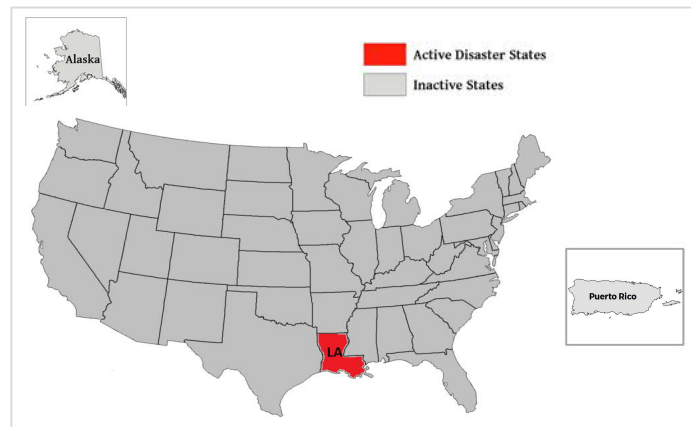 Alaska
Active Disaster States
Inactive States
Puerto Rico
LA